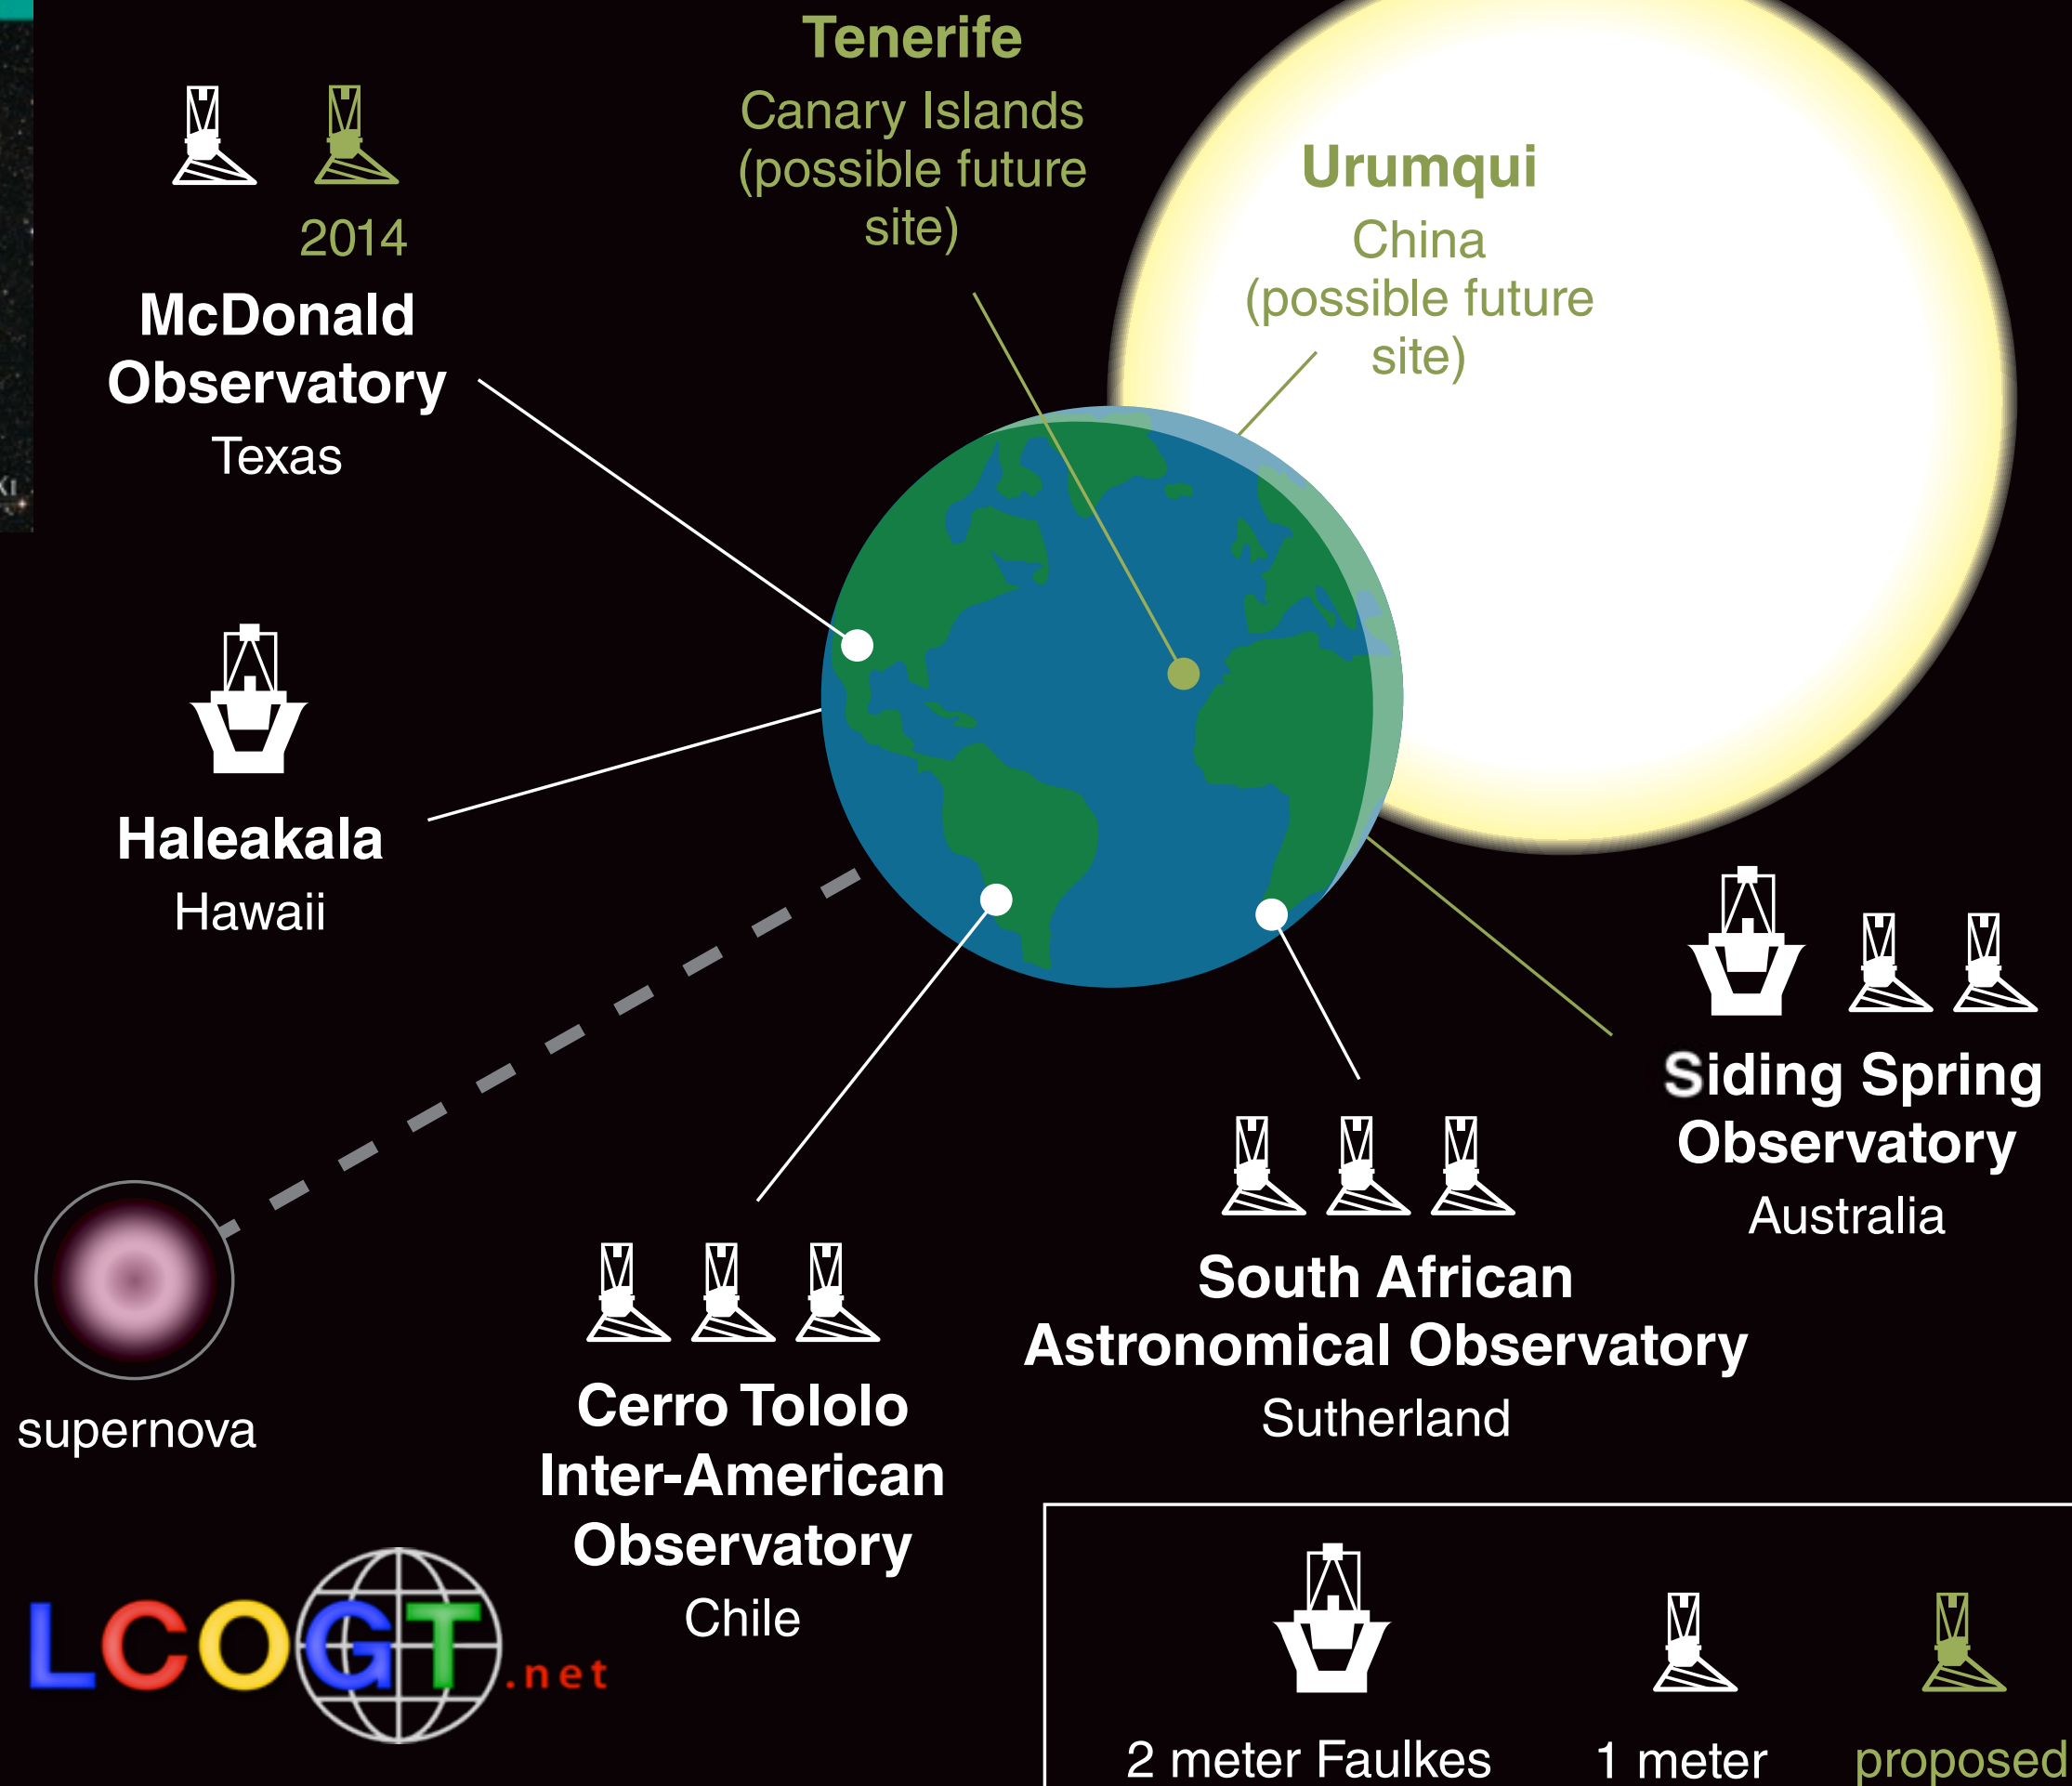 Tenerife
Canary Islands
(possible future
site)
Urumqui
China
(possible future
site)
2014
McDonald
Observatory
Texas
Haleakala
Hawaii
Siding Spring
Observatory
Australia
South African
Astronomical Observatory
Sutherland
supernova
Cerro Tololo
Inter-American
Observatory
Chile
LCOGT.net
2 meter Faulkes
1 meter
proposed